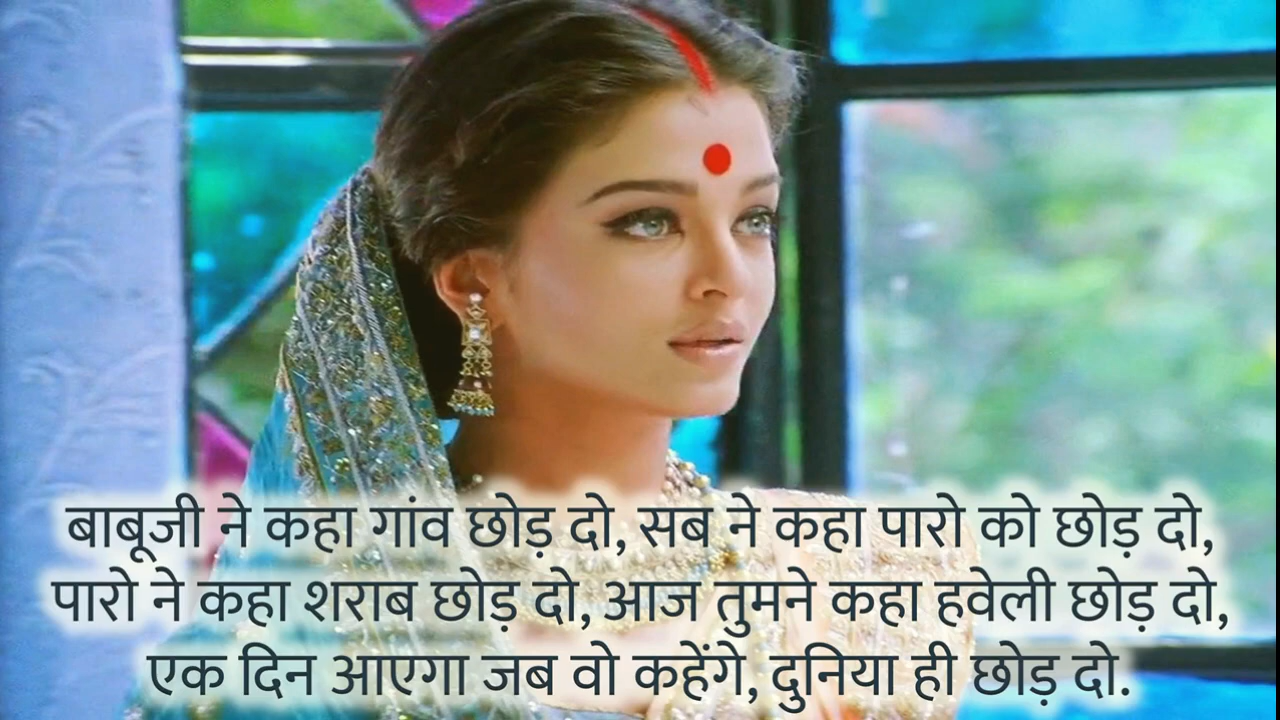 बाबूजी ने कहा गांव छोड़ दो, सब ने कहा पारो को छोड़ दो,
पारो ने कहा शराब छोड़ दो, आज तुमने कहा हवेली छोड़ दो,
एक दिन आएगा जब वो कहेंगे, दुनिया ही छोड़ दो.